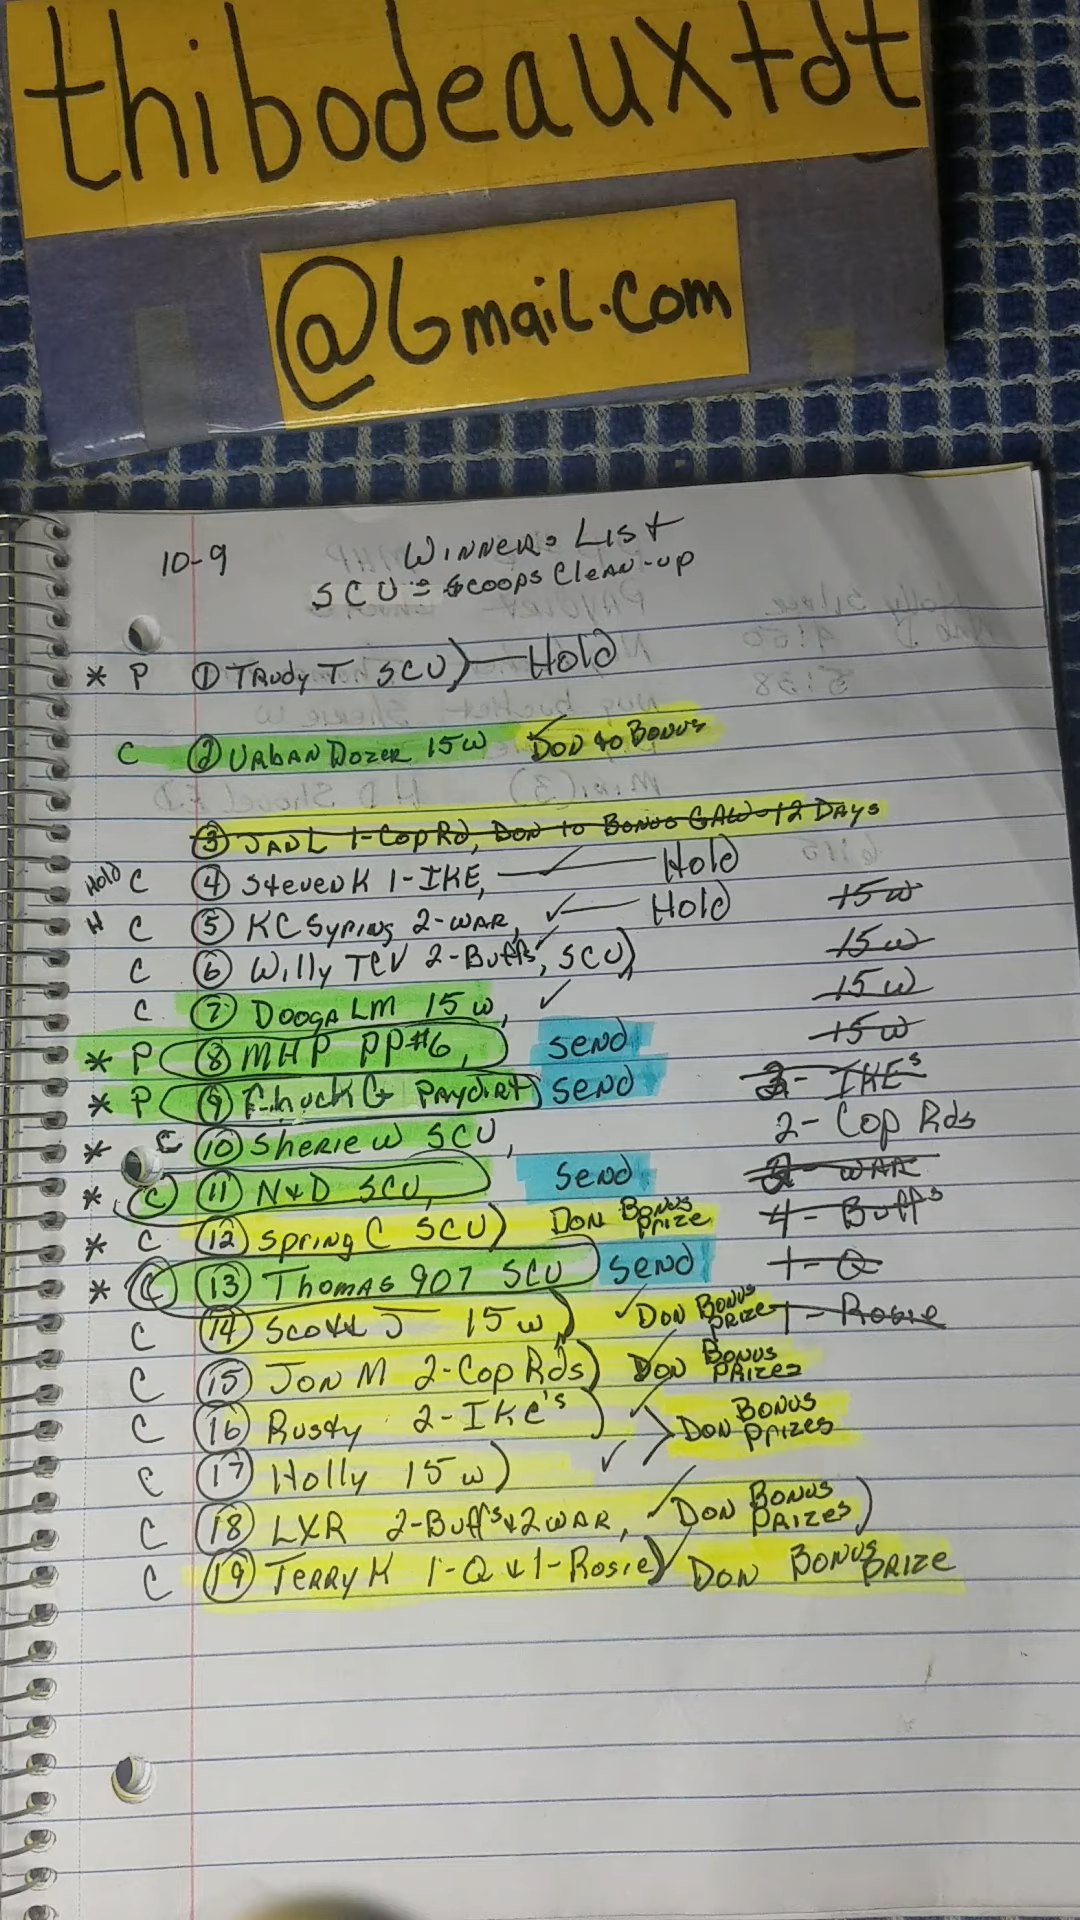 thibodeauxtdt
@Gmail.com
10-9 Winners List
SCU = Scoops Clean-up
* P ① Trudy T SCU) — Hold
C ② Urban Dozer 15w ✓ Don to Bonus
③ Jad L 1-Cop Rd, Don to Bonus GAW-12 Days
Hold C ④ Steven K 1-IKE, ✓ — Hold
H C ⑤ KC Syring 2-WAR, ✓ — Hold 15w
C ⑥ Willy TCV 2-Buffs, ✓ SCU) 15w
C ⑦ Dooga LM 15w, ✓ 15w
* P ⑧ MHP PP#6, Send 15w
* P ⑨ Chuck G Paydirt Send 2- IKE's
* C ⑩ Sherie W SCU, 2- Cop Rds
* C ⑪ N&D SCU, Send 2- WAR
* C ⑫ Spring C SCU) Don Bonus Prize 4- Buff's
* C ⑬ Thomas 907 SCU Send 1- Q
C ⑭ Scott J 15w) ✓ Don Bonus Prize 1- Rosie
C ⑮ Jon M 2-Cop Rds) ✓ Don Bonus Prizes
C ⑯ Rusty 2-IKe's) ✓ > Don Bonus Prizes
C ⑰ Holly 15w) ✓
C ⑱ LXR 2-Buff's & 2 WAR, ✓ Don Bonus Prizes)
C ⑲ Terry K 1-Q & 1-Rosie) ✓ Don Bonus Prize